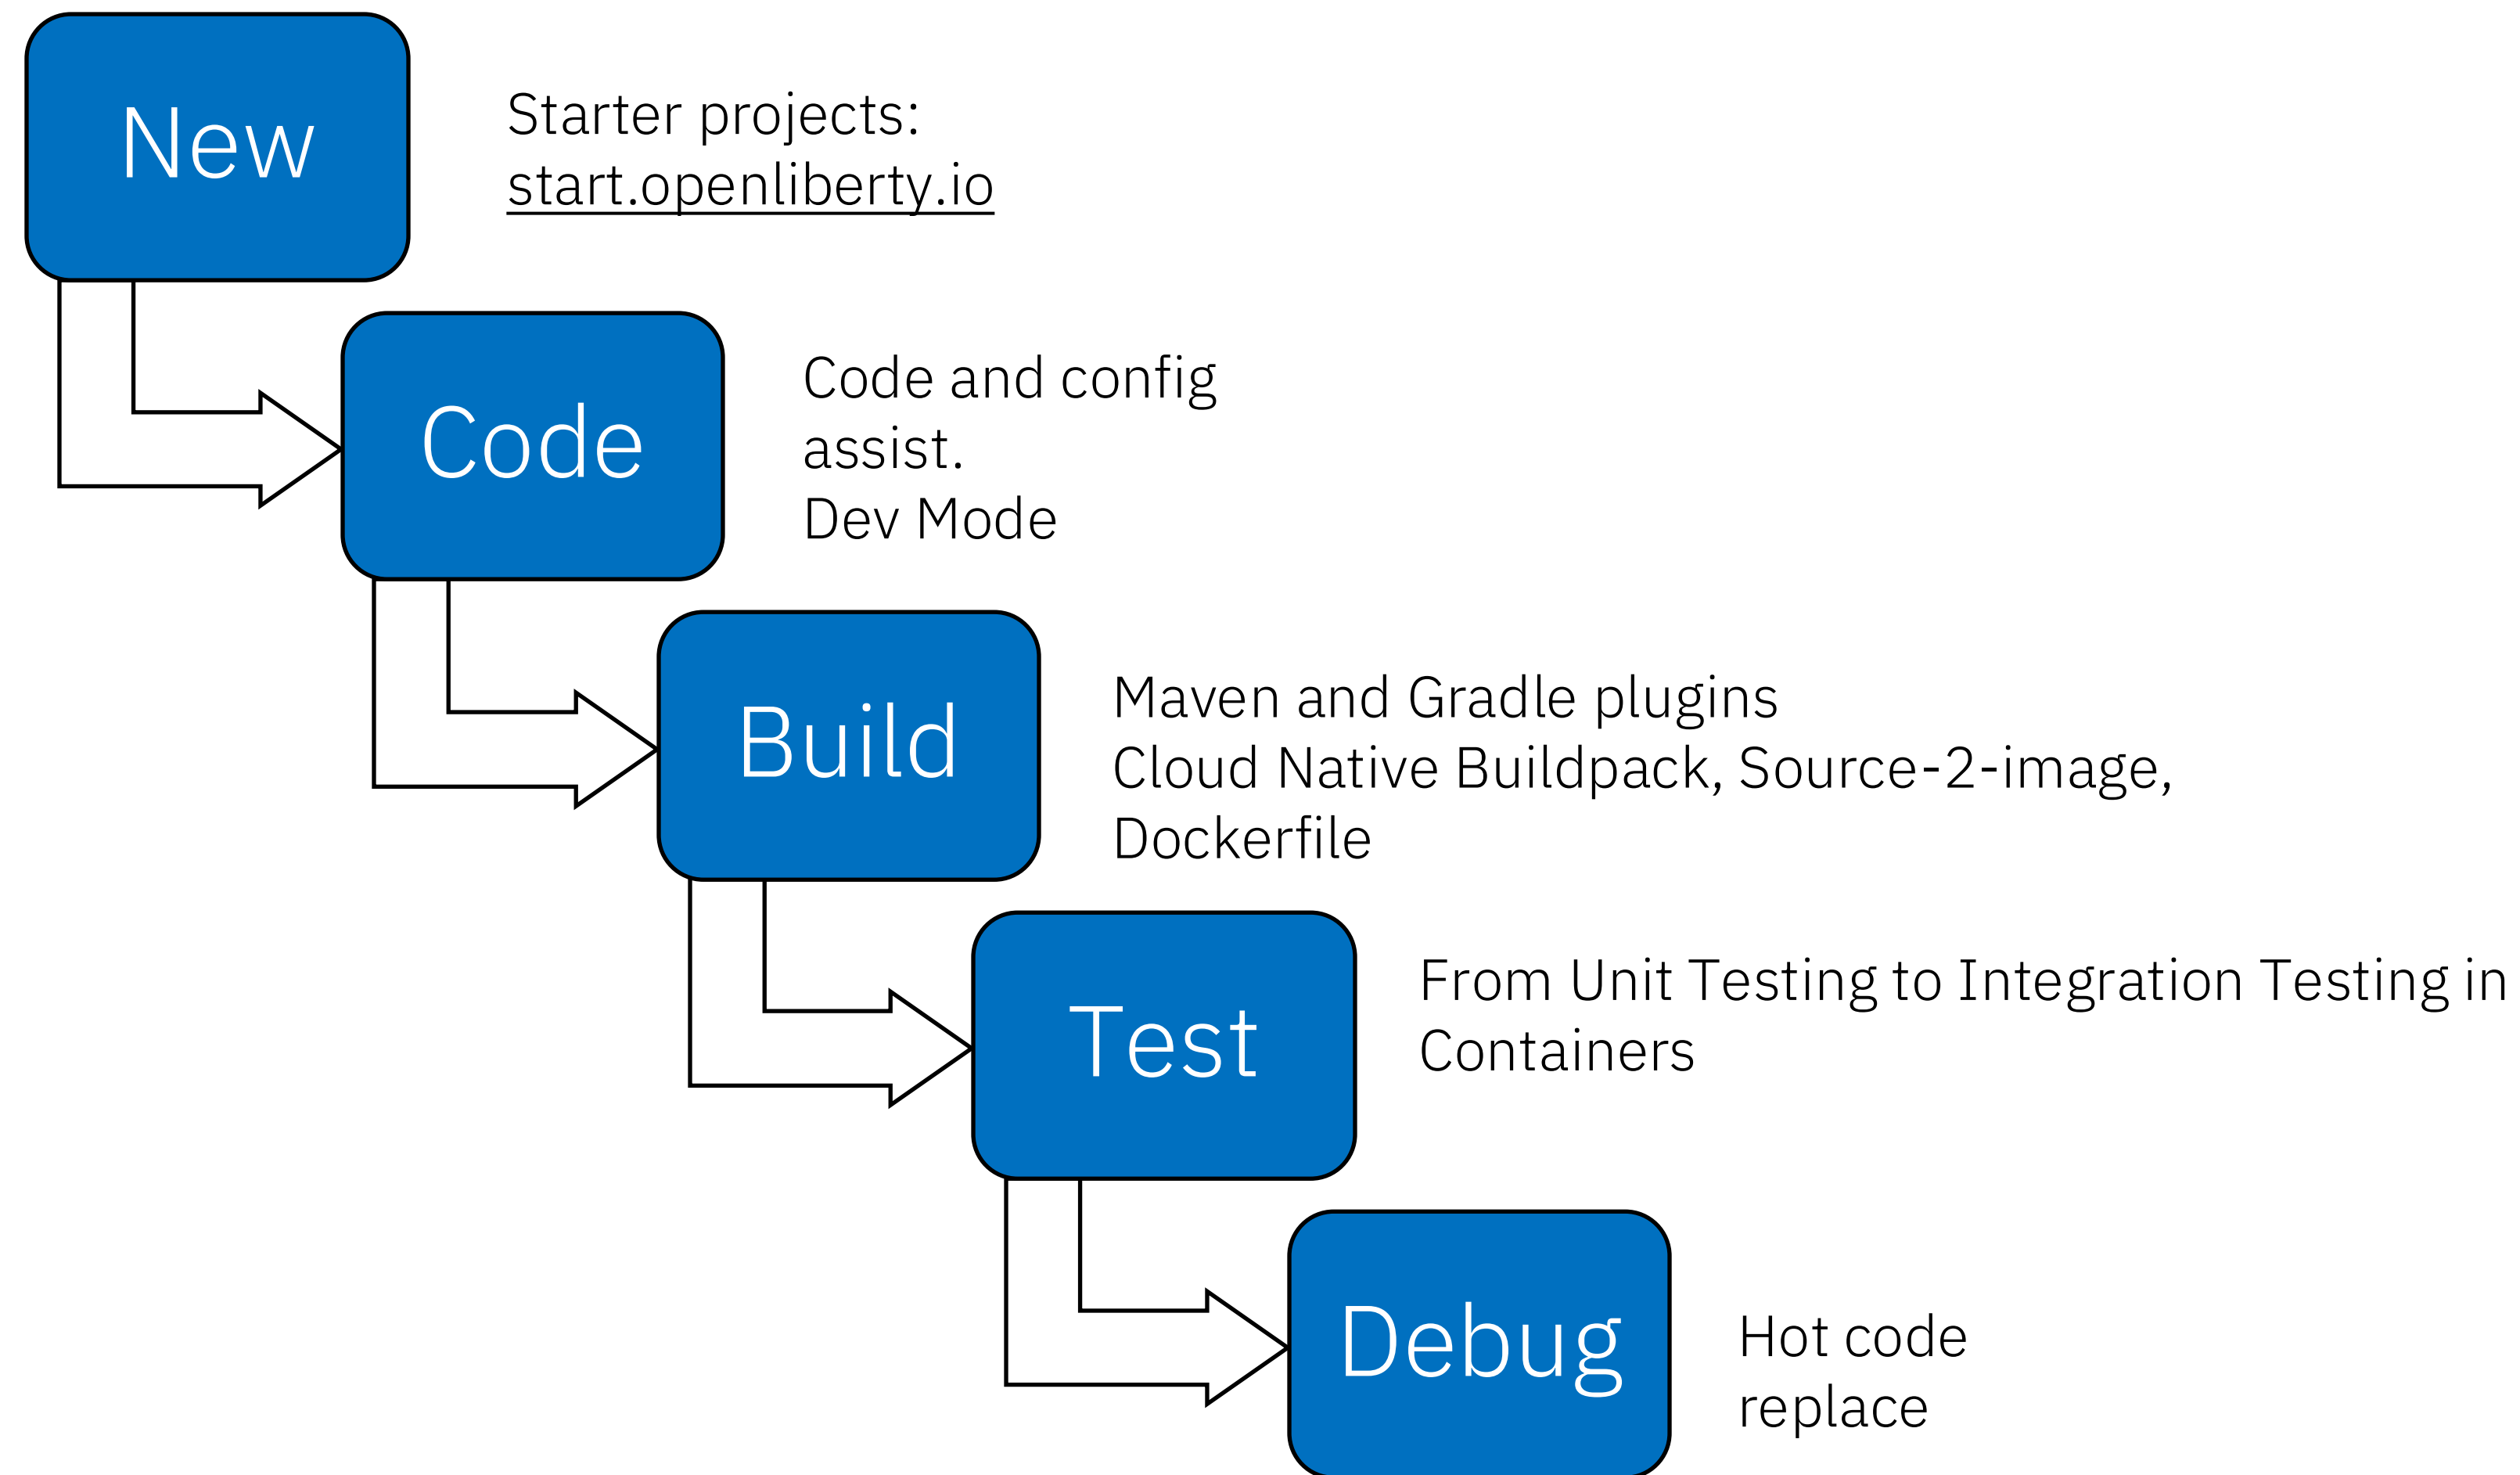 New
Starter projects:
start.openliberty.io
Code
Code and config
assist.
Dev Mode
Build
Maven and Gradle plugins
Cloud Native Buildpack, Source-2-image,
Dockerfile
Test
From Unit Testing to Integration Testing in
Containers
Debug
Hot code
replace